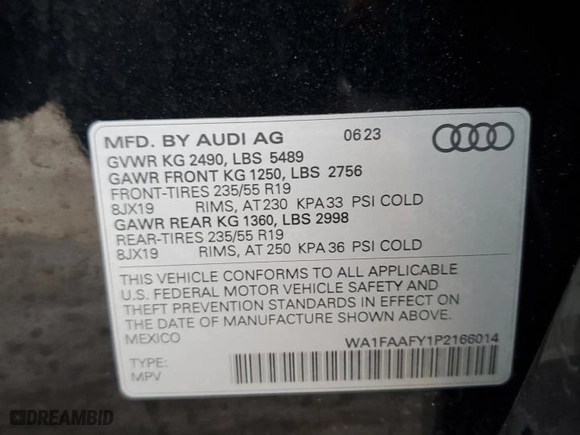 MFD. BY AUDI AG 06 23
GVWR KG 2490, LBS 5489
GAWR FRONT KG 1250, LBS 2756
FRONT-TIRES 235/55 R19
8JX19 RIMS, AT 230 KPA 33 PSI COLD
GAWR REAR KG 1360, LBS 2998
REAR-TIRES 235/55 R19
8JX19 RIMS, AT 250 KPA 36 PSI COLD
THIS VEHICLE CONFORMS TO ALL APPLICABLE
U.S. FEDERAL MOTOR VEHICLE SAFETY AND
THEFT PREVENTION STANDARDS IN EFFECT ON
THE DATE OF MANUFACTURE SHOWN ABOVE.
MEXICO
WA1FAAFY1P2166014
TYPE:
MPV
DREAMBID